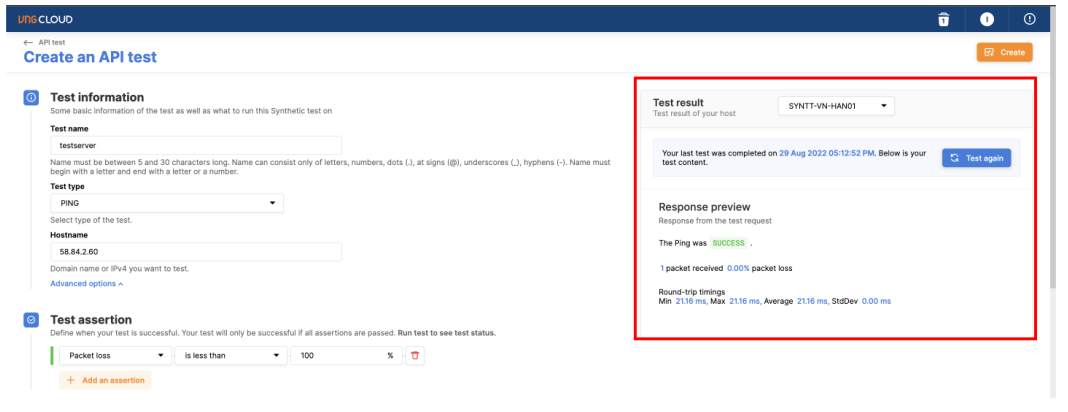 VNG CLOUD
← API test
Create an API test
Create
Test information
Some basic information of the test as well as what to run this Synthetic test on
Test name
testserver
Name must be between 5 and 30 characters long. Name can consist only of letters, numbers, dots (.), at signs (@), underscores (_), hyphens (-). Name must
begin with a letter and end with a letter or a number.
Test type
PING
Select type of the test.
Hostname
58.84.2.60
Domain name or IPv4 you want to test.
Advanced options
Test assertion
Define when your test is successful. Your test will only be successful if all assertions are passed. Run test to see test status.
Packet loss is less than 100 %
+ Add an assertion
Test result
Test result of your host
SYNTT-VN-HAN01
Your last test was completed on 29 Aug 2022 05:12:52 PM. Below is your
test content.
Test again
Response preview
Response from the test request
The Ping was SUCCESS .
1 packet received 0.00% packet loss
Round-trip timings
Min 21.16 ms, Max 21.16 ms, Average 21.16 ms, StdDev 0.00 ms